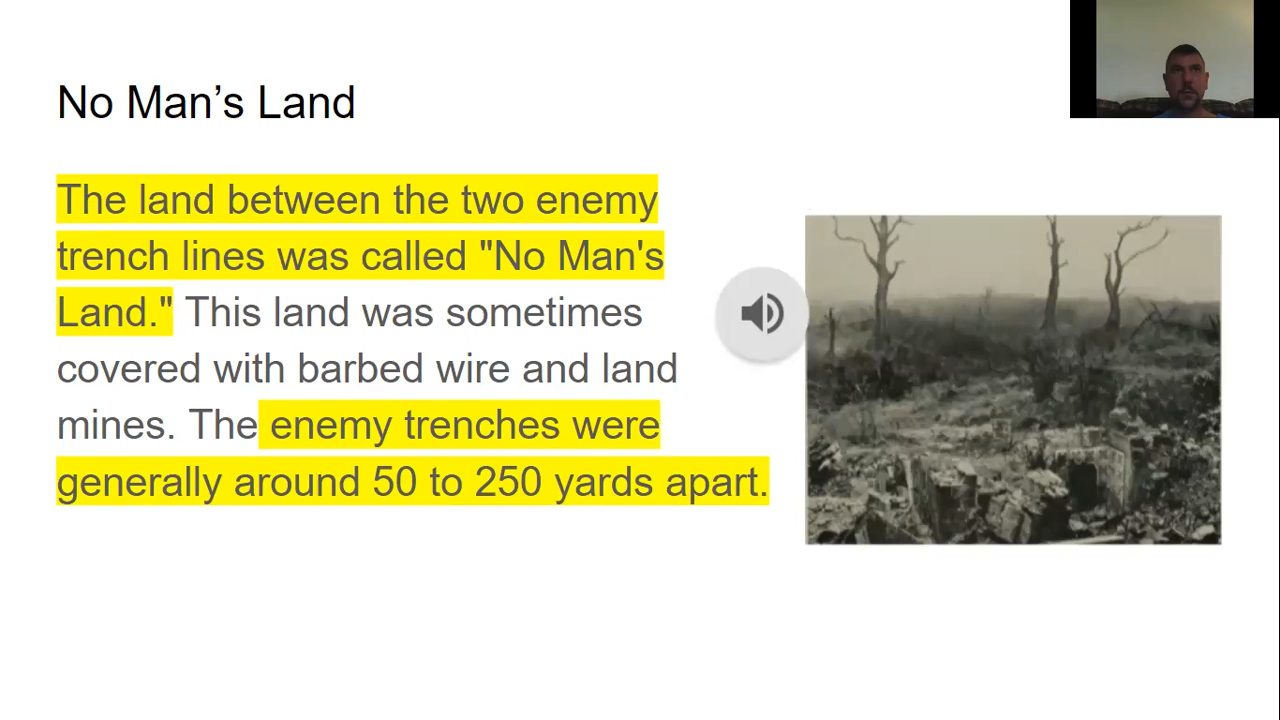 No Man’s Land
The land between the two enemy
trench lines was called "No Man's
Land." This land was sometimes
covered with barbed wire and land
mines. The enemy trenches were
generally around 50 to 250 yards apart.